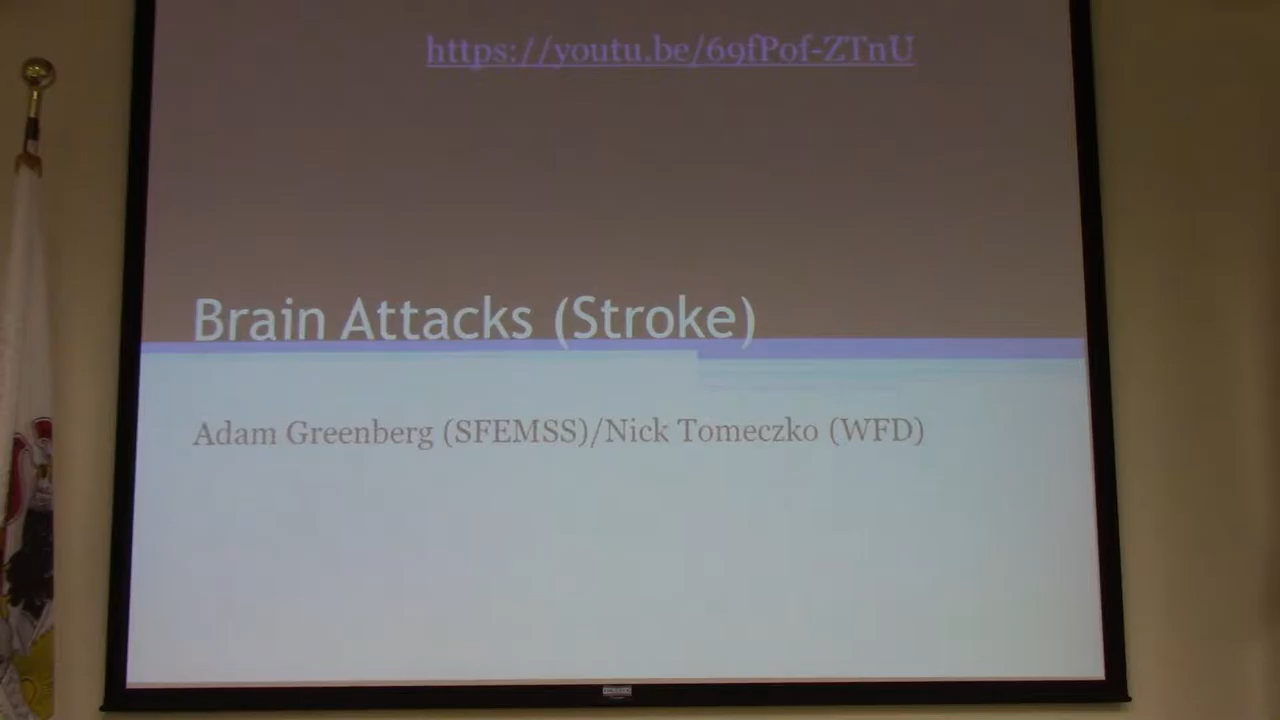 https://youtu.be/69fPof-ZTnU
Brain Attacks (Stroke)
Adam Greenberg (SFEMSS)/Nick Tomeczko (WFD)